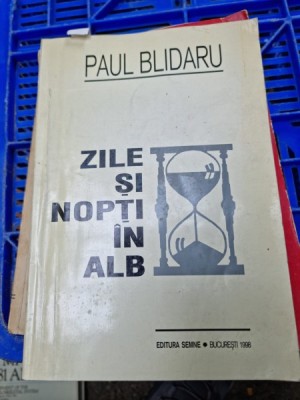 PAUL BLIDARU
ZILE
ȘI
NOPȚI
ÎN
ALB
EDITURA SEMNE • BUCUREȘTI 1998